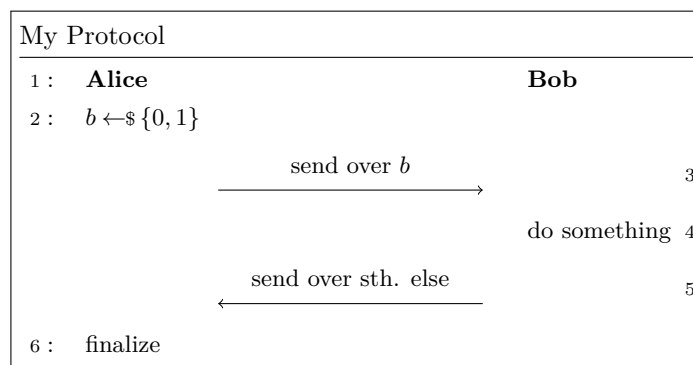 My Protocol
1 : Alice Bob
2 : b ←$ {0, 1}
send over b 3
do something 4
send over sth. else 5
6 : finalize